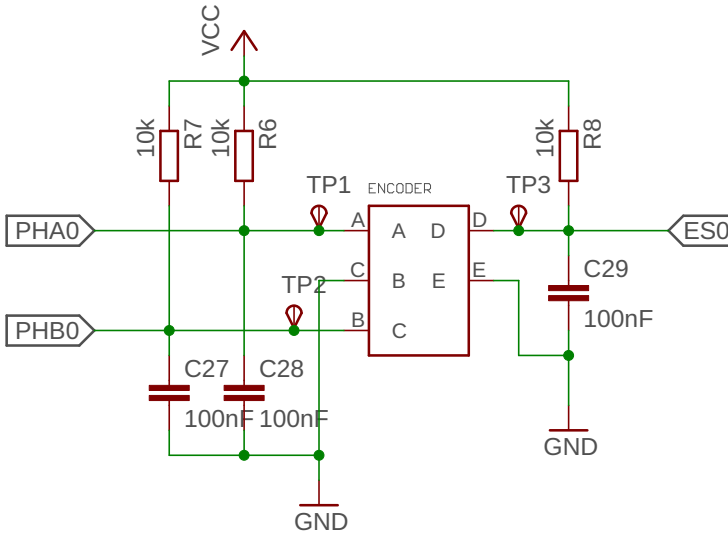 VCC
10k
R7
10k
R6
10k
R8
TP1
ENCODER
TP3
PHA0
A
A
D
D
ES0
C
B
E
E
C29
TP2
100nF
PHB0
B
C
C27
C28
100nF
100nF
GND
GND